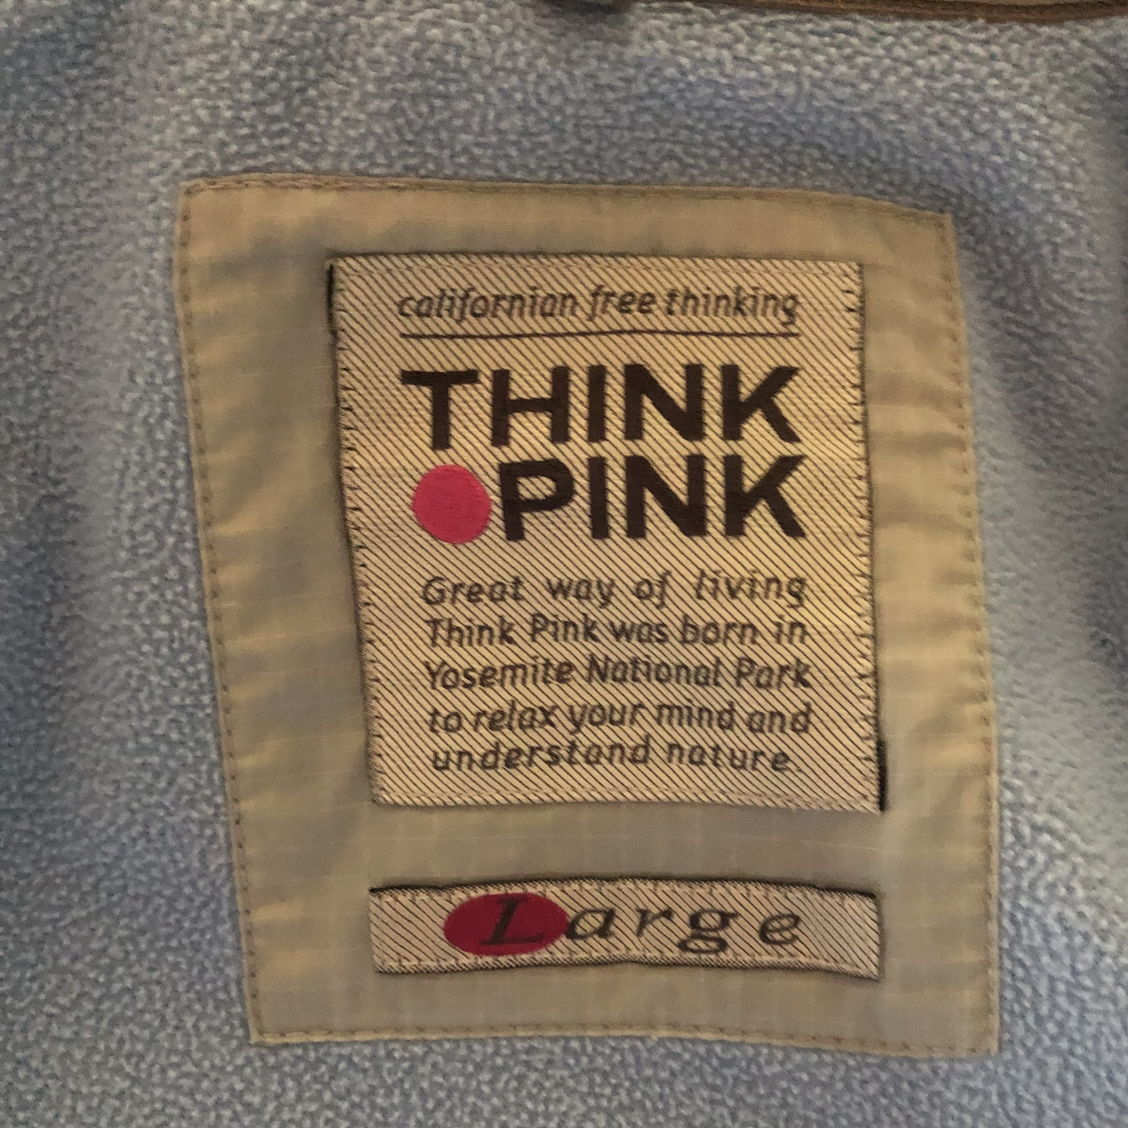 californian free thinking
THINK
PINK
Great way of living
Think Pink was born in
Yosemite National Park
to relax your mind and
understand nature
Large